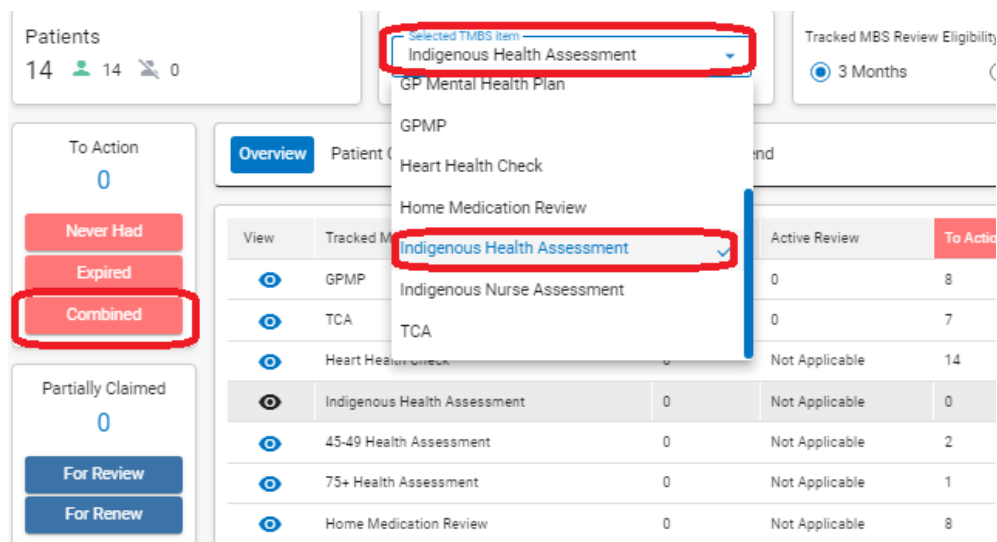 Patients
14 14 0
Selected TMBS item
Indigenous Health Assessment
GP Mental Health Plan
GPMP
Heart Health Check
Home Medication Review
Indigenous Health Assessment
Indigenous Nurse Assessment
TCA
Tracked MBS Review Eligibility
3 Months
To Action
0
Never Had
Expired
Combined
Partially Claimed
0
For Review
For Renew
Overview Patient
View Tracked Active Review To Actio
GPMP 0 8
TCA 0 7
Heart Health Check 0 Not Applicable 14
Indigenous Health Assessment 0 Not Applicable 0
45-49 Health Assessment 0 Not Applicable 2
75+ Health Assessment 0 Not Applicable 1
Home Medication Review 0 Not Applicable 8